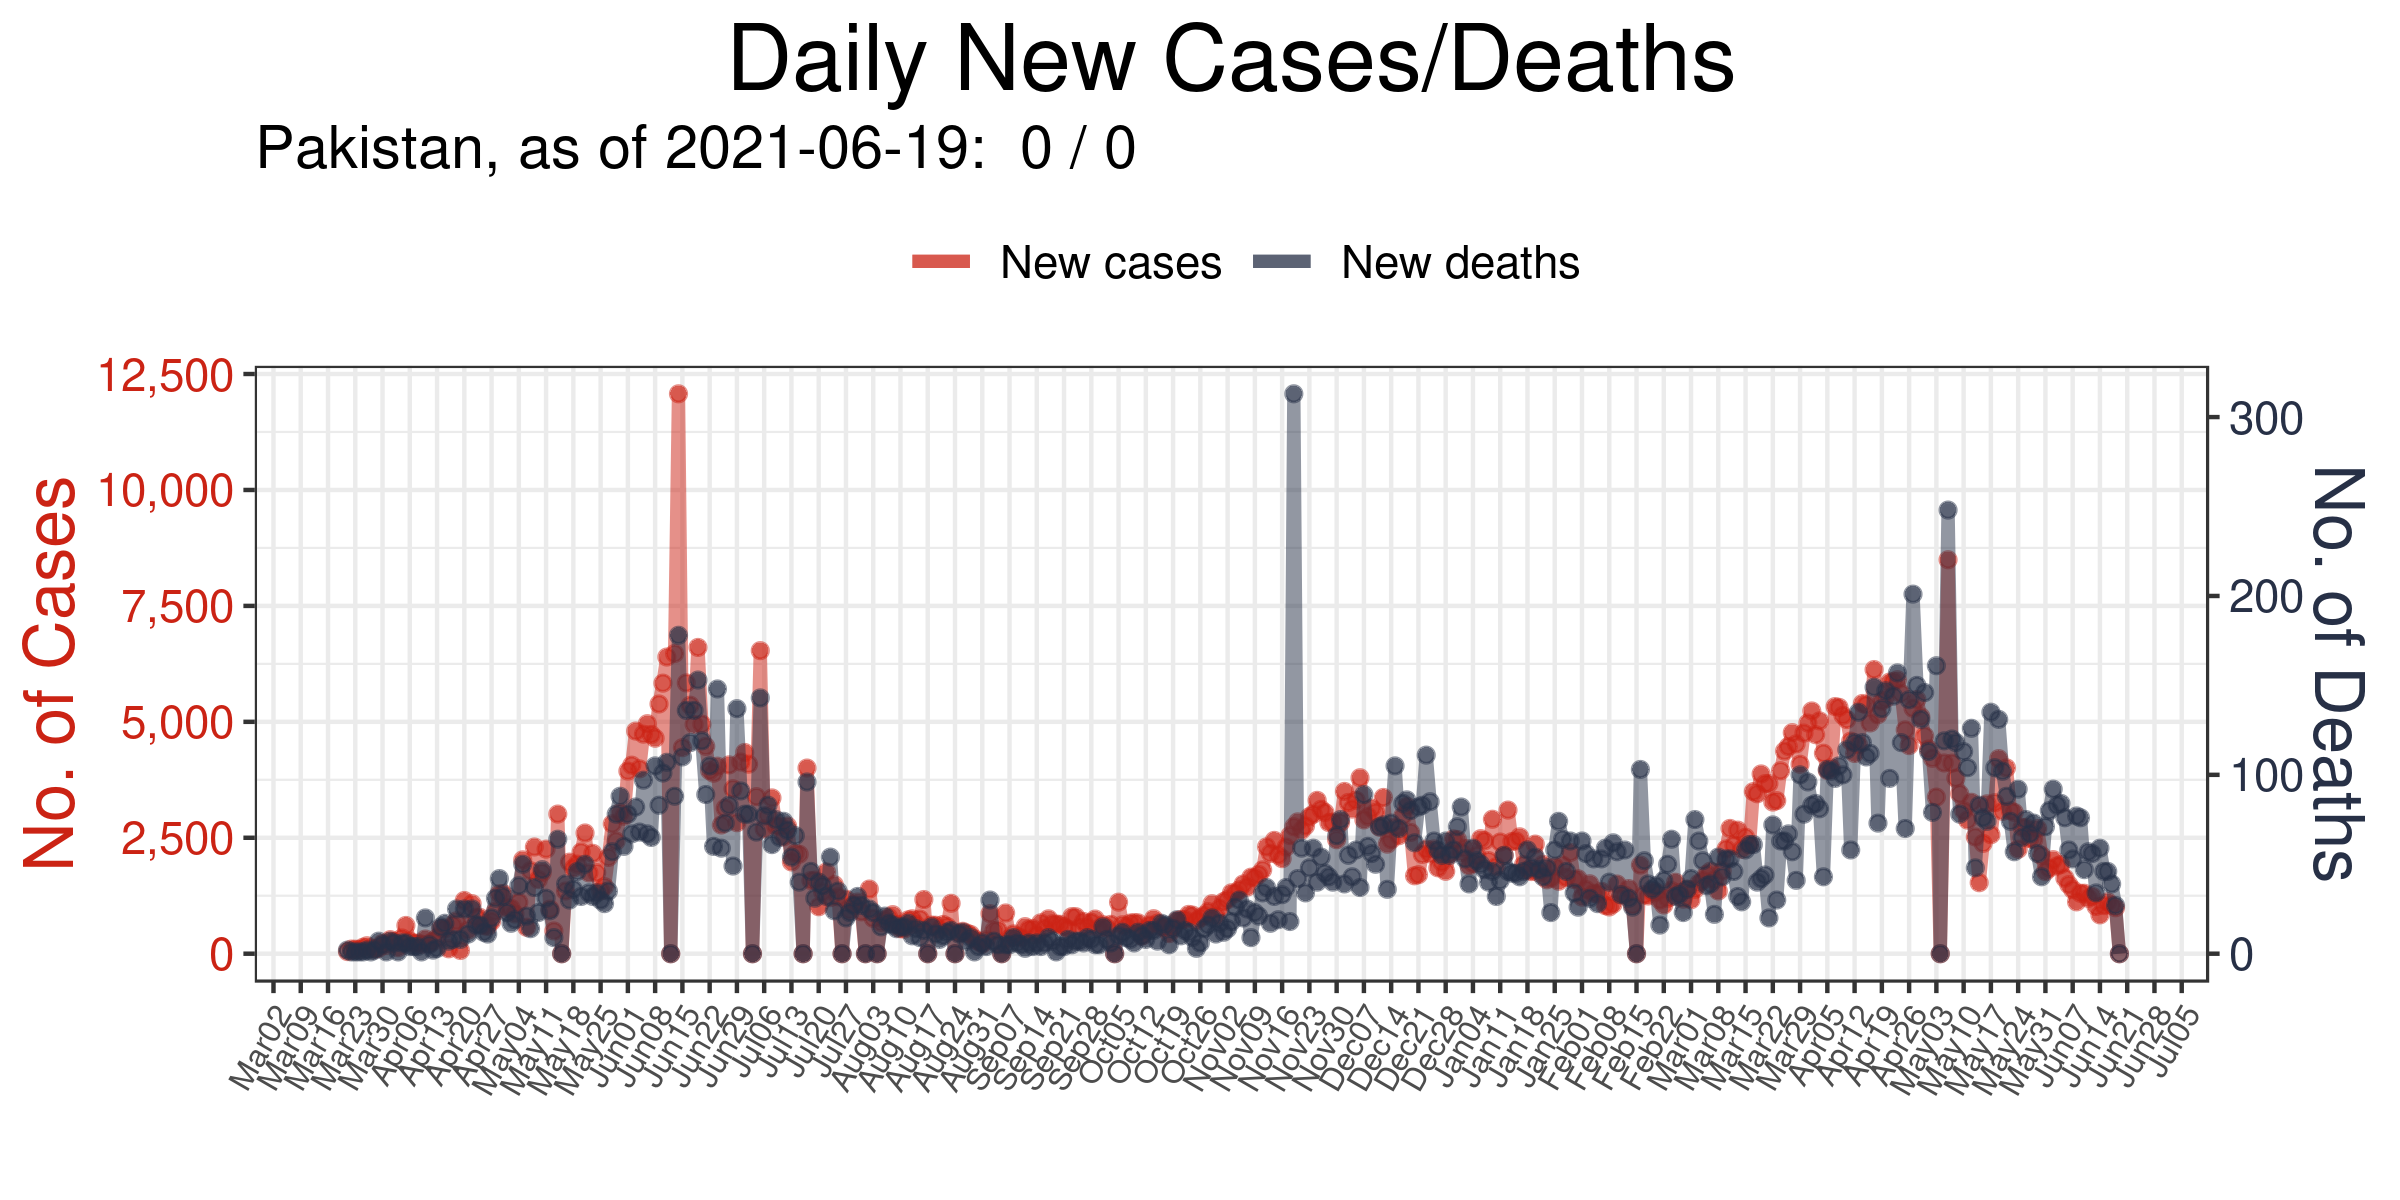 Daily New Cases/Deaths
Pakistan, as of 2021-06-19:  0 / 0
New cases
New deaths
No. of Cases
12,500
10,000
7,500
5,000
2,500
0
300
200
100
0
No. of Deaths
Mar02
Mar09
Mar16
Mar23
Mar30
Apr06
Apr13
Apr20
Apr27
May04
May11
May18
May25
Jun01
Jun08
Jun15
Jun22
Jun29
Jul06
Jul13
Jul20
Jul27
Aug03
Aug10
Aug17
Aug24
Aug31
Sep07
Sep14
Sep21
Sep28
Oct05
Oct12
Oct19
Oct26
Nov02
Nov09
Nov16
Nov23
Nov30
Dec07
Dec14
Dec21
Dec28
Jan04
Jan11
Jan18
Jan25
Feb01
Feb08
Feb15
Feb22
Mar01
Mar08
Mar15
Mar22
Mar29
Apr05
Apr12
Apr19
Apr26
May03
May10
May17
May24
May31
Jun07
Jun14
Jun21
Jun28
Jul05